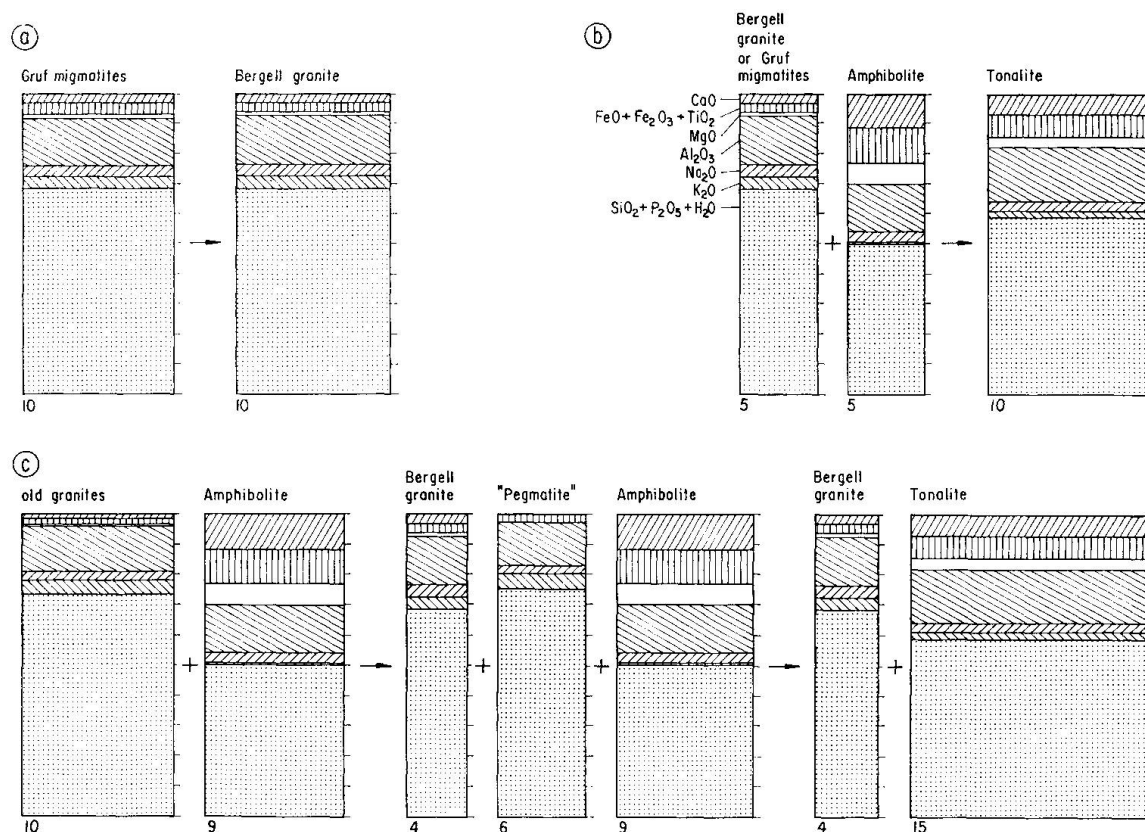 a
Gruf migmatites
Bergell granite
10
10
b
Bergell
granite
or Gruf
migmatites
Amphibolite
Tonalite
CaO
FeO + Fe₂O₃ + TiO₂
MgO
Al₂O₃
Na₂O
K₂O
SiO₂ + P₂O₅ + H₂O
+
5
5
10
c
old granites
Amphibolite
Bergell
granite
"Pegmatite"
Amphibolite
Bergell
granite
Tonalite
+
+
+
+
10
9
4
6
9
4
15